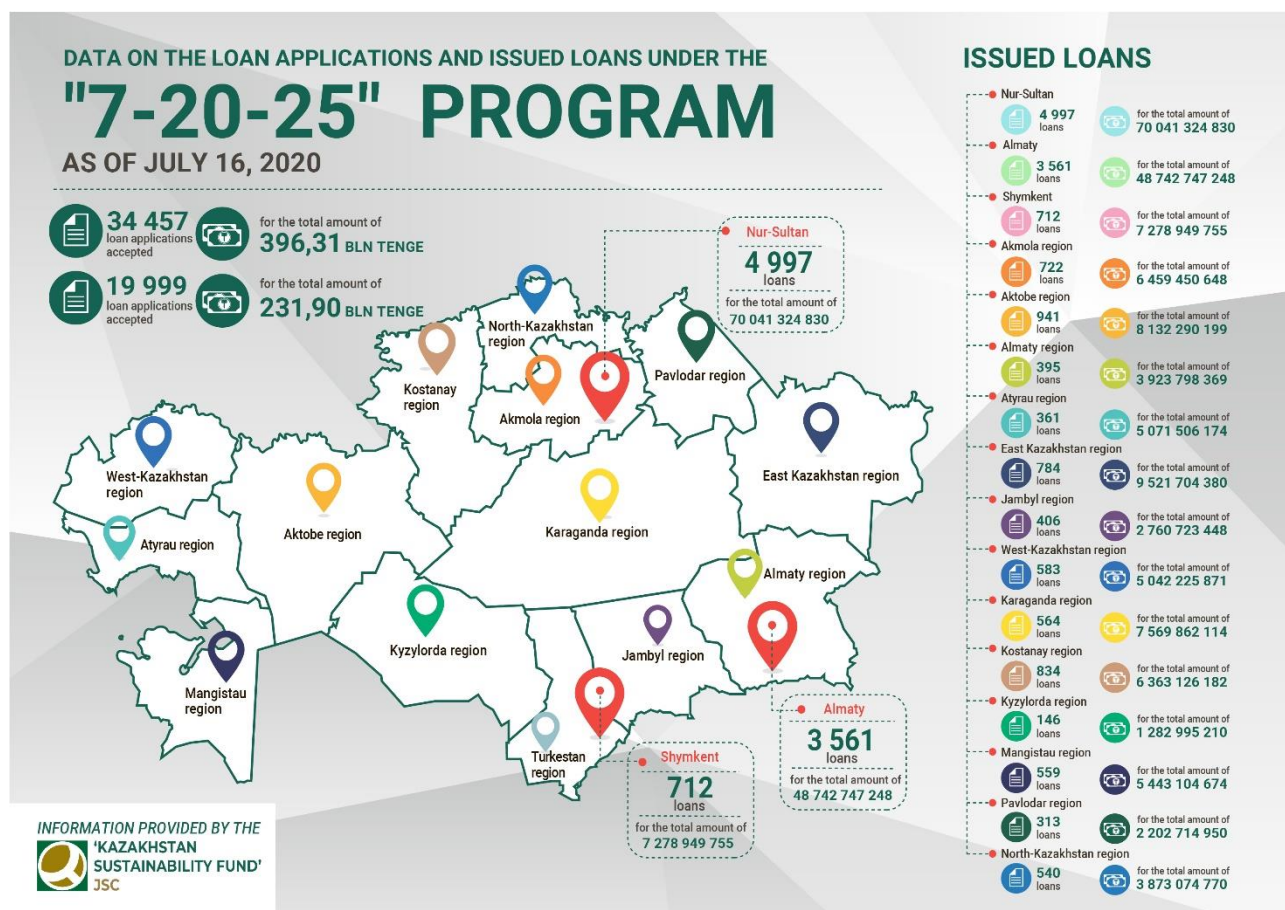 DATA ON THE LOAN APPLICATIONS AND ISSUED LOANS UNDER THE
"7-20-25" PROGRAM
AS OF JULY 16, 2020
34 457
loan applications
accepted
for the total amount of
396,31 BLN TENGE
19 999
loan applications
accepted
for the total amount of
231,90 BLN TENGE
Nur-Sultan
4 997
loans
for the total amount of
70 041 324 830
North-Kazakhstan
region
Kostanay
region
Akmola region
Pavlodar region
East Kazakhstan region
West-Kazakhstan
region
Atyrau region
Aktobe region
Karaganda region
Almaty region
Kyzylorda region
Jambyl region
Mangistau
region
Turkestan
region
Almaty
3 561
loans
for the total amount of
48 742 747 248
Shymkent
712
loans
for the total amount of
7 278 949 755
INFORMATION PROVIDED BY THE
'KAZAKHSTAN
SUSTAINABILITY FUND'
JSC
ISSUED LOANS
Nur-Sultan
4 997
loans
for the total amount of
70 041 324 830
Almaty
3 561
loans
for the total amount of
48 742 747 248
Shymkent
712
loans
for the total amount of
7 278 949 755
Akmola region
722
loans
for the total amount of
6 459 450 648
Aktobe region
941
loans
for the total amount of
8 132 290 199
Almaty region
395
loans
for the total amount of
3 923 798 369
Atyrau region
361
loans
for the total amount of
5 071 506 174
East Kazakhstan region
784
loans
for the total amount of
9 521 704 380
Jambyl region
406
loans
for the total amount of
2 760 723 448
West-Kazakhstan region
583
loans
for the total amount of
5 042 225 871
Karaganda region
564
loans
for the total amount of
7 569 862 114
Kostanay region
834
loans
for the total amount of
6 363 126 182
Kyzylorda region
146
loans
for the total amount of
1 282 995 210
Mangistau region
559
loans
for the total amount of
5 443 104 674
Pavlodar region
313
loans
for the total amount of
2 202 714 950
North-Kazakhstan region
540
loans
for the total amount of
3 873 074 770